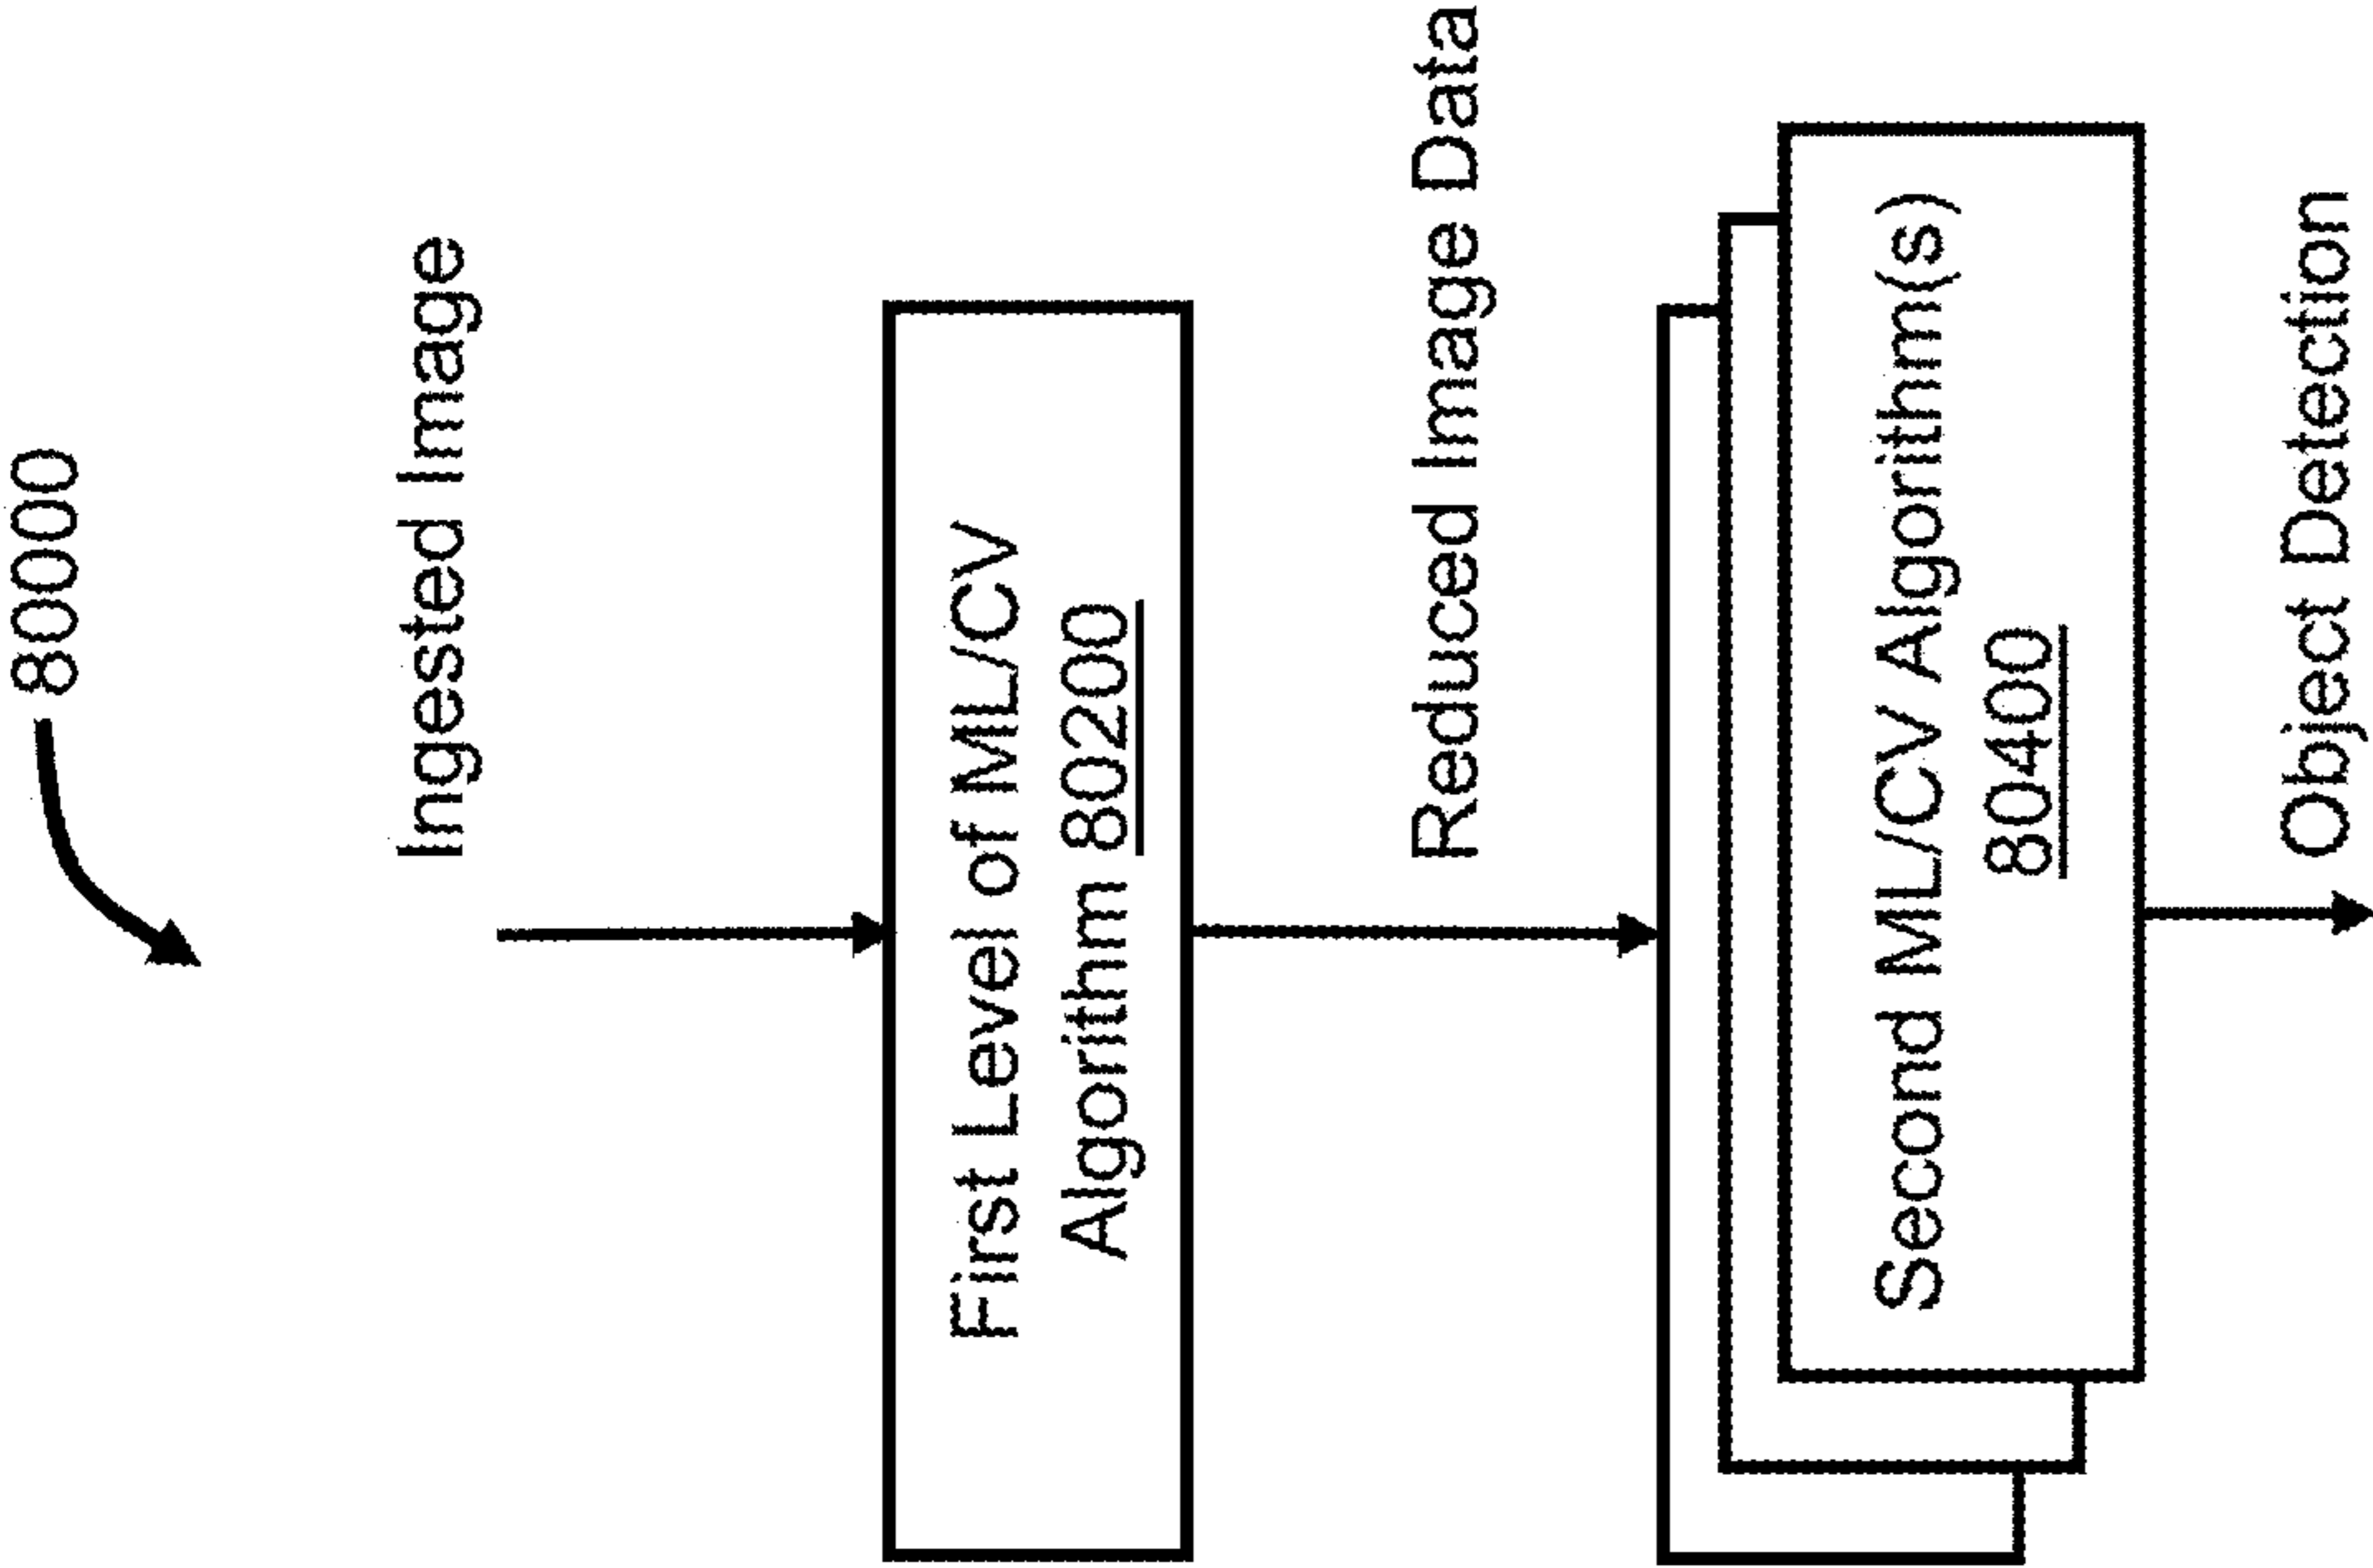 80000
Ingested Image
First Level of ML/CV
Algorithm 80200
Reduced Image Data
Second ML/CV Algorithm(s)
80400
Object Detection